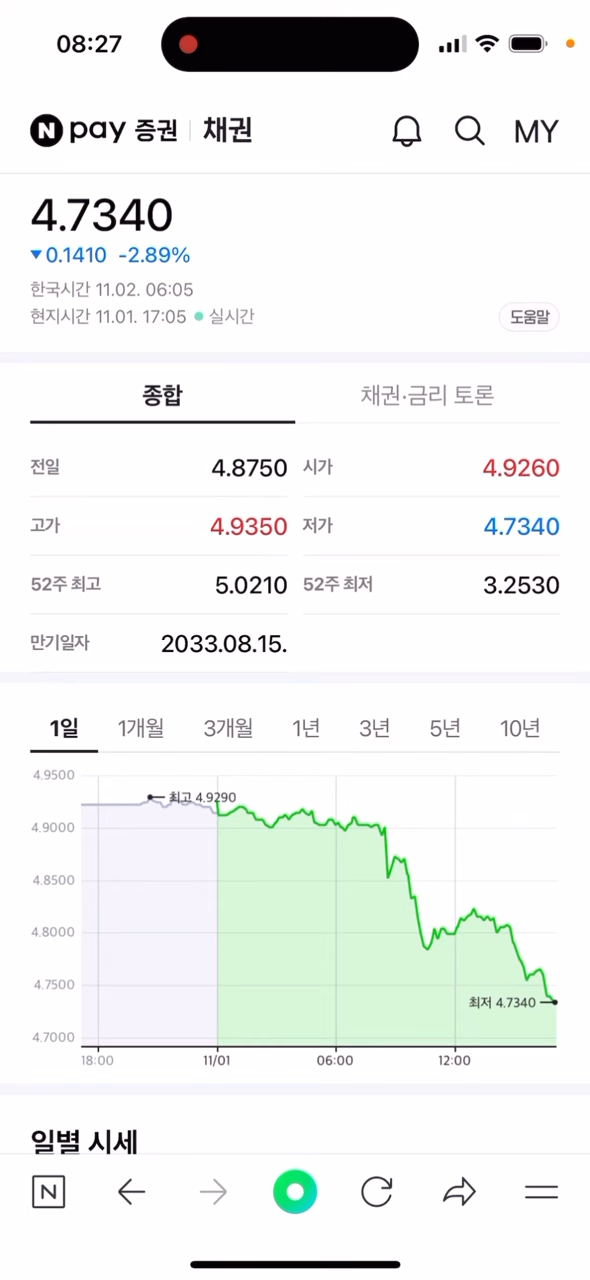 08:27
N pay 증권 채권 MY
4.7340
▼0.1410 -2.89%
한국시간 11.02. 06:05
현지시간 11.01. 17:05 실시간
도움말
종합 채권·금리 토론
전일 4.8750 시가 4.9260
고가 4.9350 저가 4.7340
52주 최고 5.0210 52주 최저 3.2530
만기일자 2033.08.15.
1일 1개월 3개월 1년 3년 5년 10년
4.9500
최고 4.9290
4.9000
4.8500
4.8000
4.7500
최저 4.7340
4.7000
18:00 11/01 06:00 12:00
일별 시세
N